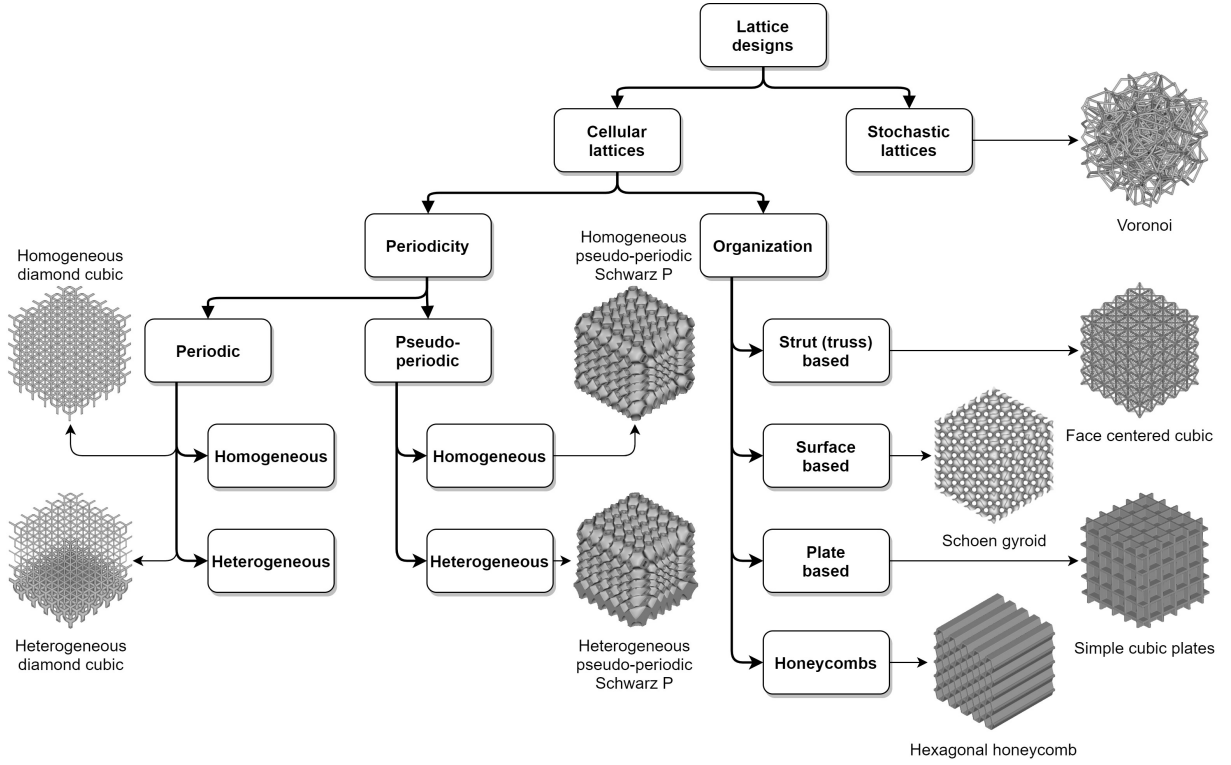 Lattice
designs
Cellular
lattices
Stochastic
lattices
Voronoi
Periodicity
Homogeneous
pseudo-periodic
Schwarz P
Organization
Homogeneous
diamond cubic
Periodic
Pseudo-
periodic
Strut (truss)
based
Face centered cubic
Homogeneous
Homogeneous
Surface
based
Schoen gyroid
Heterogeneous
Heterogeneous
Plate
based
Simple cubic plates
Heterogeneous
diamond cubic
Heterogeneous
pseudo-periodic
Schwarz P
Honeycombs
Hexagonal honeycomb